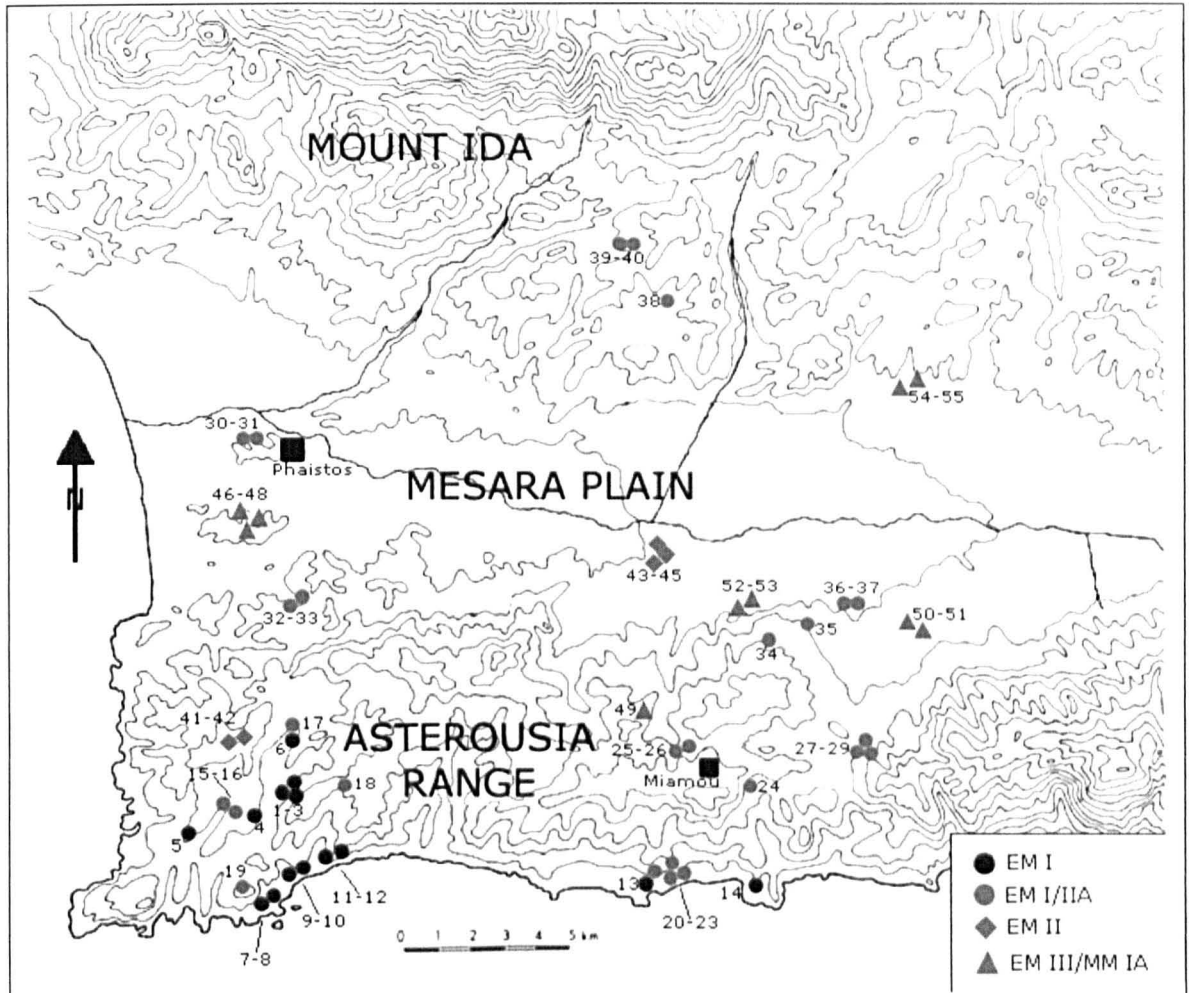 MOUNT IDA
39-40
38
54-55
30-31
Phaistos
N
MESARA PLAIN
46-48
43-45
52-53
36-37
32-33
35
50-51
34
49
41-42
17
6
ASTEROUSIA
RANGE
25-26
27-29
15-16
Miamou
18
24
1-3
4
5
19
11-12
13
14
9-10
20-23
7-8
0 1 2 3 4 5 km
EM I
EM I/IIA
EM II
EM III/MM IA